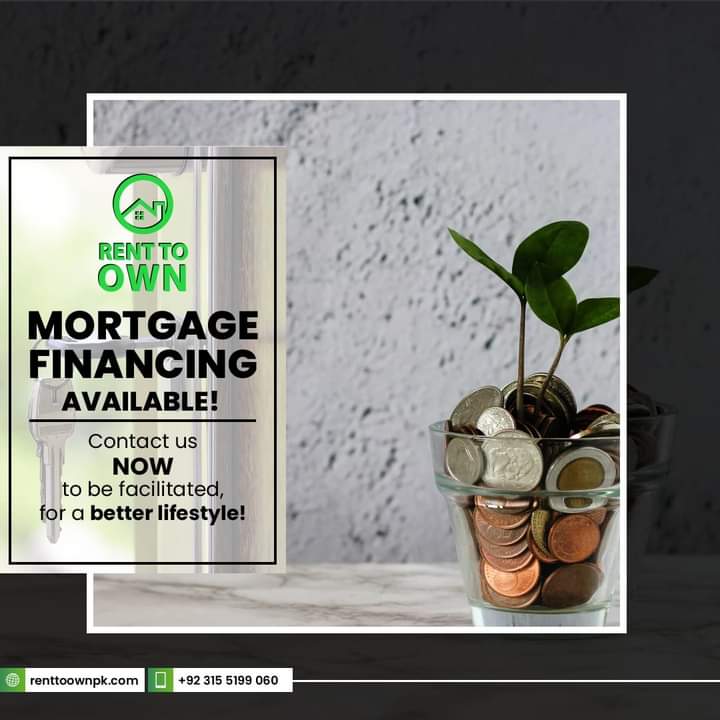 RENT TO
OWN
MORTGAGE
FINANCING
AVAILABLE!
Contact us
NOW
to be facilitated,
for a better lifestyle!
renttoownpk.com
+92 315 5199 060